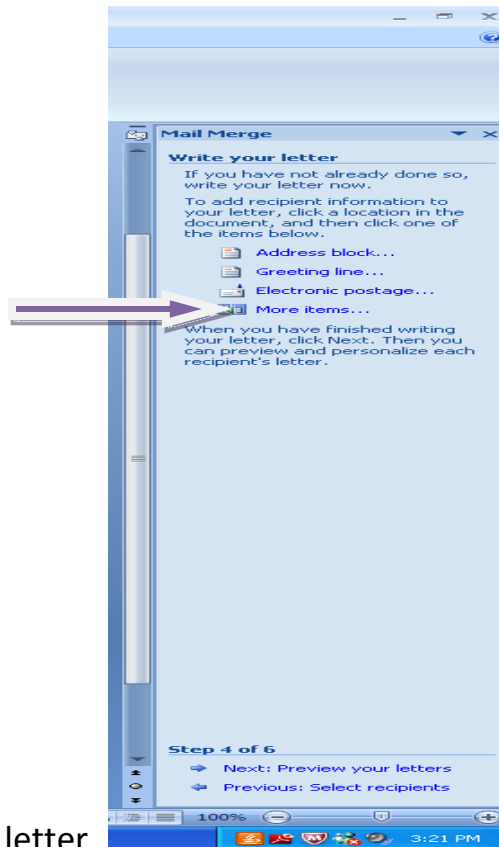 Mail Merge
Write your letter
If you have not already done so,
write your letter now.
To add recipient information to
your letter, click a location in the
document, and then click one of
the items below.
Address block...
Greeting line...
Electronic postage...
More items...
When you have finished writing
your letter, click Next. Then you
can preview and personalize each
recipient's letter.
Step 4 of 6
Next: Preview your letters
Previous: Select recipients
100%
3:21 PM
letter